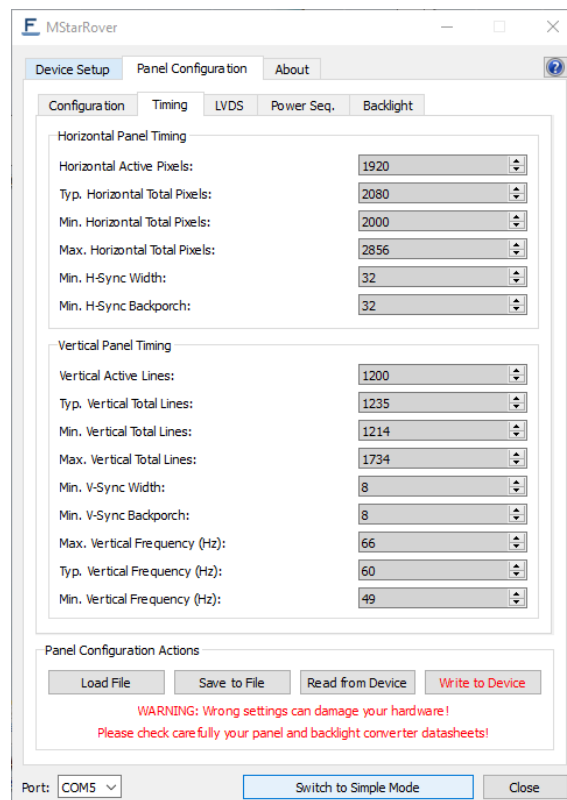 MStarRover
Device Setup Panel Configuration About
Configuration Timing LVDS Power Seq. Backlight
Horizontal Panel Timing
Horizontal Active Pixels: 1920
Typ. Horizontal Total Pixels: 2080
Min. Horizontal Total Pixels: 2000
Max. Horizontal Total Pixels: 2856
Min. H-Sync Width: 32
Min. H-Sync Backporch: 32
Vertical Panel Timing
Vertical Active Lines: 1200
Typ. Vertical Total Lines: 1235
Min. Vertical Total Lines: 1214
Max. Vertical Total Lines: 1734
Min. V-Sync Width: 8
Min. V-Sync Backporch: 8
Max. Vertical Frequency (Hz): 66
Typ. Vertical Frequency (Hz): 60
Min. Vertical Frequency (Hz): 49
Panel Configuration Actions
Load File Save to File Read from Device Write to Device
WARNING: Wrong settings can damage your hardware!
Please check carefully your panel and backlight converter datasheets!
Port: COM5 Switch to Simple Mode Close